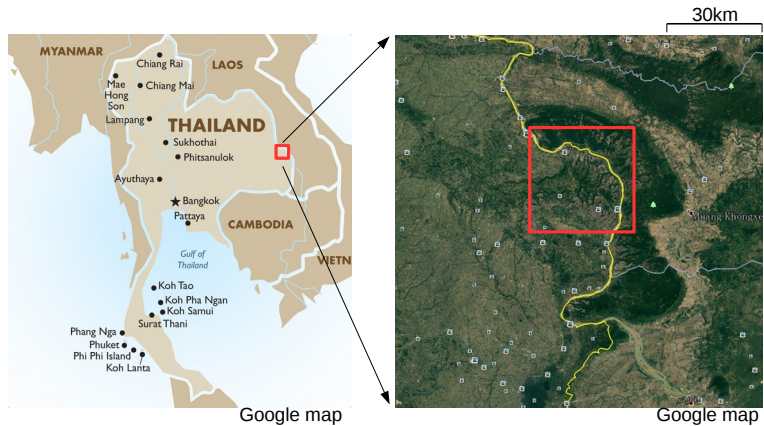 30km
MYANMAR
LAOS
Chiang Rai
Mae
Hong
Son
Chiang Mai
Lampang
THAILAND
Sukhothai
Phitsanulok
Ayuthaya
Bangkok
Pattaya
CAMBODIA
Gulf of
Thailand
VIETN
Koh Tao
Koh Pha Ngan
Koh Samui
Surat Thani
Phang Nga
Phuket
Phi Phi Island
Koh Lanta
Muang Khongxe
Google map
Google map